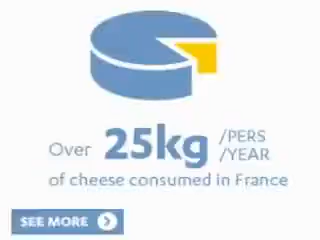 Over 25kg /PERS
/YEAR
of cheese consumed in France
SEE MORE